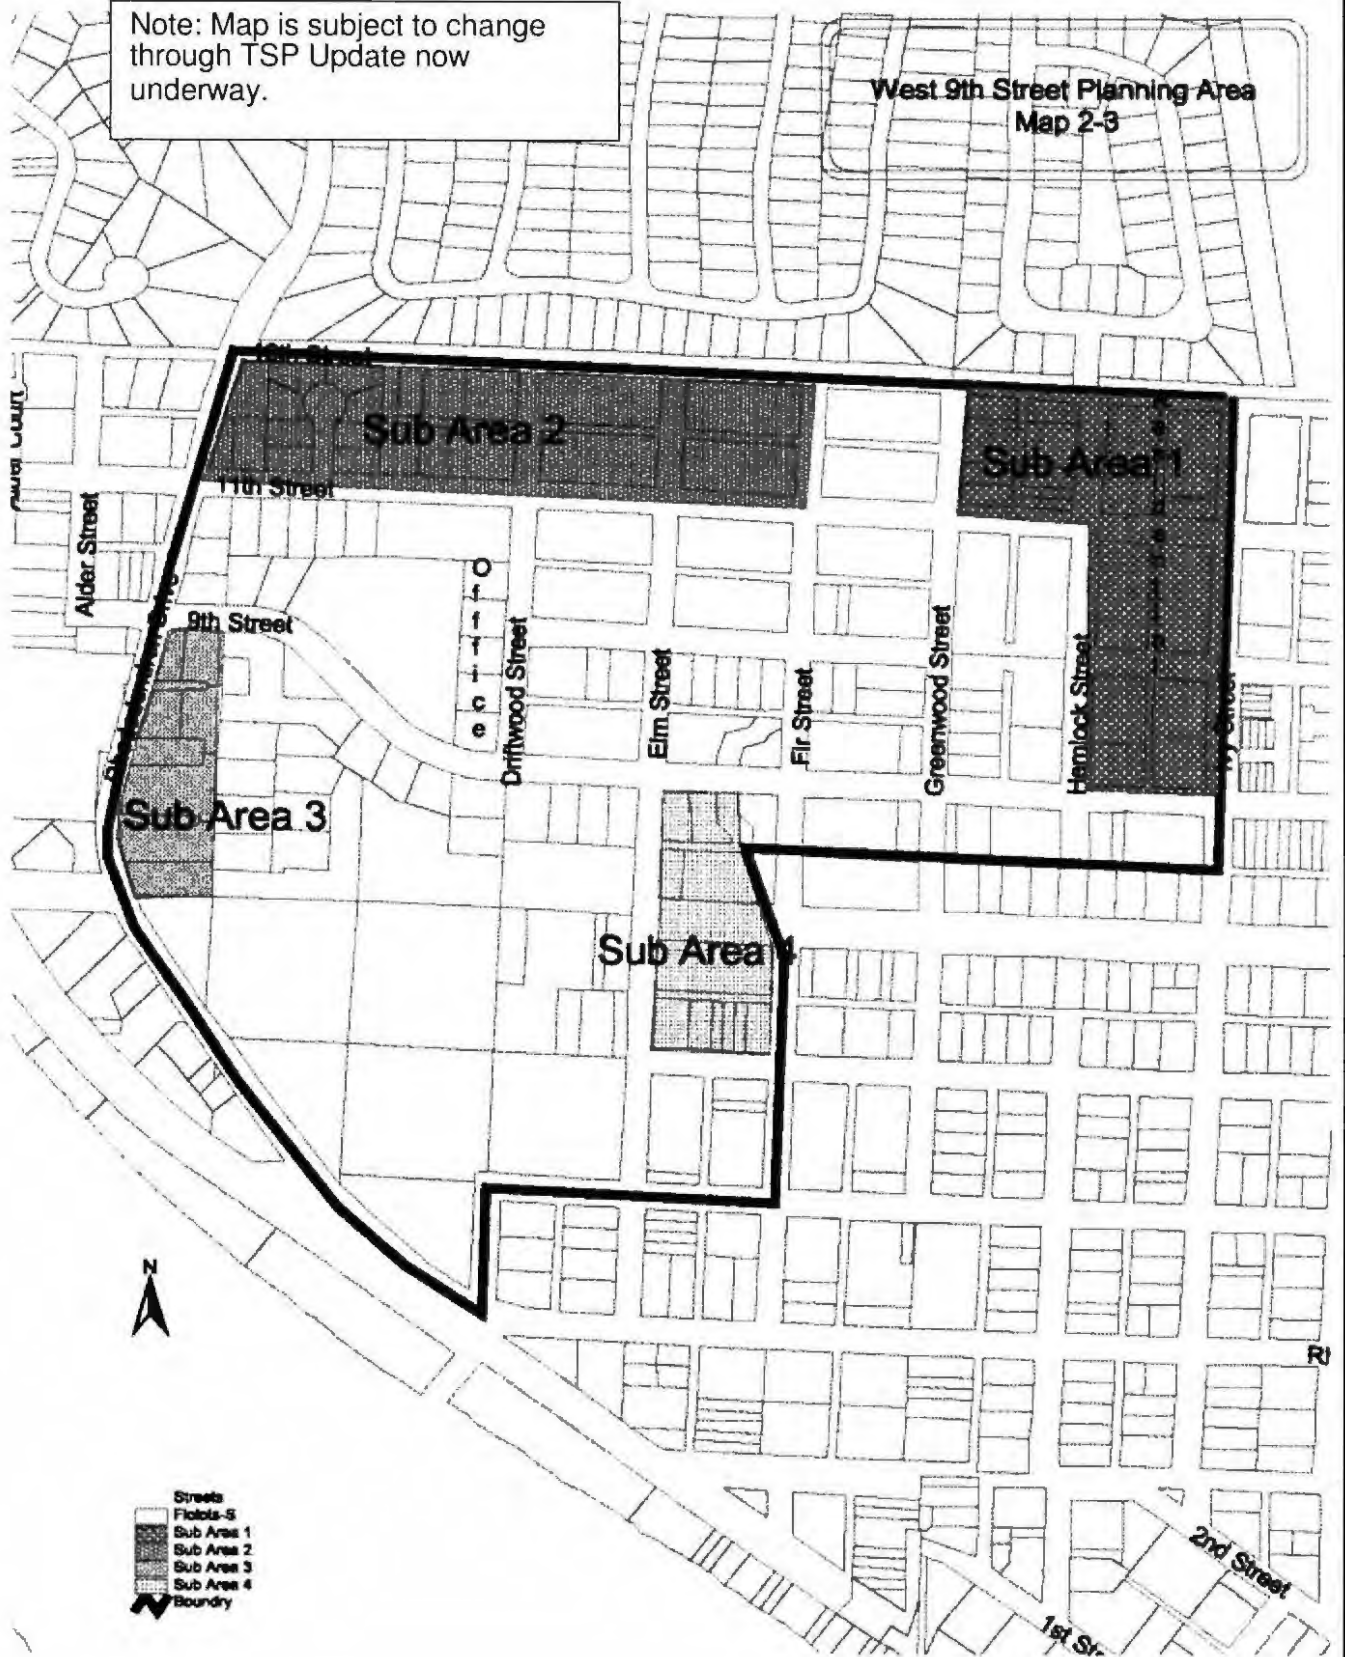 Note: Map is subject to change
through TSP Update now
underway.
West 9th Street Planning Area
Map 2-3
Sub Area 2
Sub Area 1
11th Street
Alder Street
9th Street
Office
Driftwood Street
Elm Street
Fir Street
Greenwood Street
Hemlock Street
Sub Area 3
Sub Area 4
N
2nd Street
1st Str
Streets
Sub Area 1
Sub Area 2
Sub Area 3
Sub Area 4
Boundry